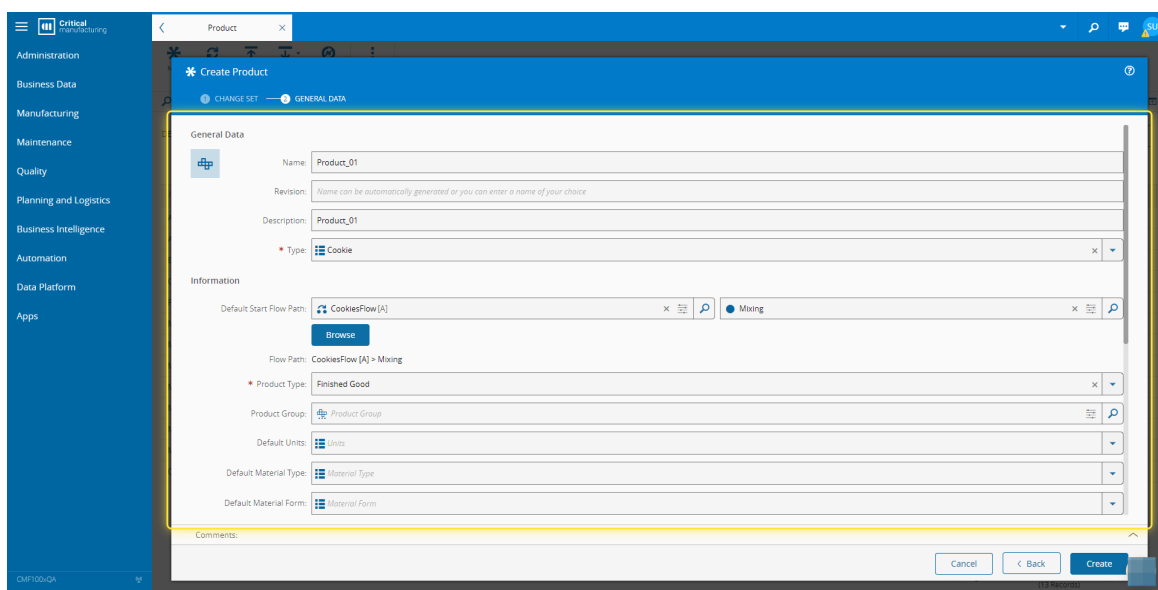 Critical
manufacturing
Product
SU
Administration
Business Data
Manufacturing
Maintenance
Quality
Planning and Logistics
Business Intelligence
Automation
Data Platform
Apps
CMF100xQA
Create Product
1 CHANGE SET 2 GENERAL DATA
General Data
Name: Product_01
Revision: Name can be automatically generated or you can enter a name of your choice
Description: Product_01
* Type: Cookie
Information
Default Start Flow Path: CookiesFlow [A] Mixing
Browse
Flow Path: CookiesFlow [A] > Mixing
* Product Type: Finished Good
Product Group: Product Group
Default Units: Units
Default Material Type: Material Type
Default Material Form: Material Form
Comments:
Cancel < Back Create
(13 Records)